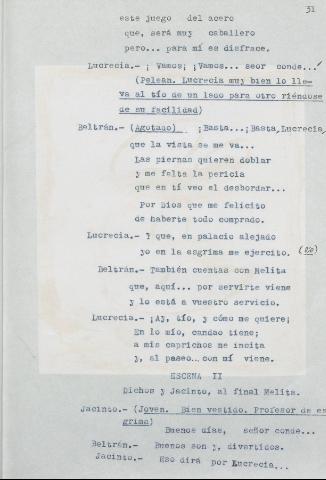 31
este juego del acero
que, será muy caballero
pero... para mí es disfrace.
Lucrecia.- ¡ Vamos; ¡Vamos... seor conde...
(Pelean. Lucrecia muy bien lo lle-
va al tío de un lado para otro riéndose
de su facilidad)
Beltrán.- (Agotado) ¡Basta...; ¡Basta, Lucrecia,
que la vista se me va...
Las piernas quieren doblar
y me falta la pericia
que en tí veo el desbordar...
Por Dios que me felicito
de haberte todo comprado.
Lucrecia.- Y que, en palacio alejado
yo en la esgrima me ejercito.
Beltrán.- También cuentas con Melita
que, aquí... por servirte viene
y lo está a vuestro servicio.
Lucrecia.- ¡Ay, tío, y cómo me quiere;
En lo mío, candao tiene;
a mis caprichos me incita
y, al paseo...con mí viene.
ESCENA II
Dichos y Jacinto, al final Melita.
Jacinto.- (Joven. Bien vestido. Profesor de es
grima)
Buenos días, señor conde...
Beltrán.- Buenos son y, divertidos.
Jacinto.- Eso dirá por Lucrecia...